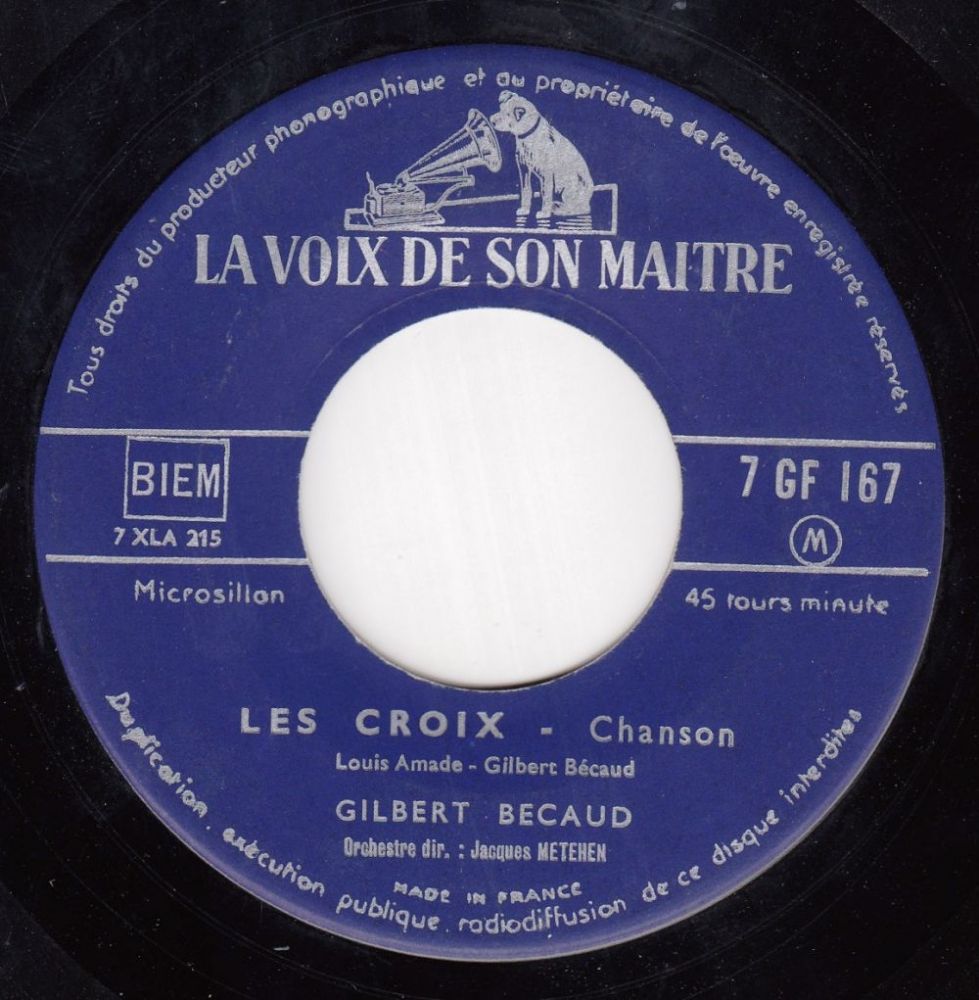 Tous droits du producteur phonographique et au propriétaire de l'œuvre enregistrée réservés
LA VOIX DE SON MAITRE
BIEM
7 XLA 215
7 GF 167
M
Microsillon
45 tours minute
LES CROIX - Chanson
Louis Amade - Gilbert Bécaud
GILBERT BECAUD
Orchestre dir. : Jacques METEHEN
MADE IN FRANCE
Duplication. exécution publique. radiodiffusion de ce disque interdites